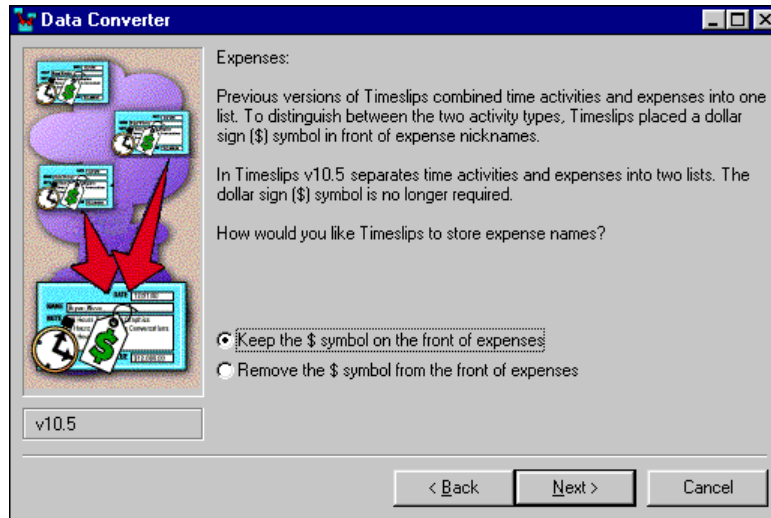 Data Converter
Expenses:
Previous versions of Timeslips combined time activities and expenses into one
list. To distinguish between the two activity types, Timeslips placed a dollar
sign ($) symbol in front of expense nicknames.
In Timeslips v10.5 separates time activities and expenses into two lists. The
dollar sign ($) symbol is no longer required.
How would you like Timeslips to store expense names?
Keep the $ symbol on the front of expenses
Remove the $ symbol from the front of expenses
DATE
NAME
$
v10.5
< Back
Next >
Cancel